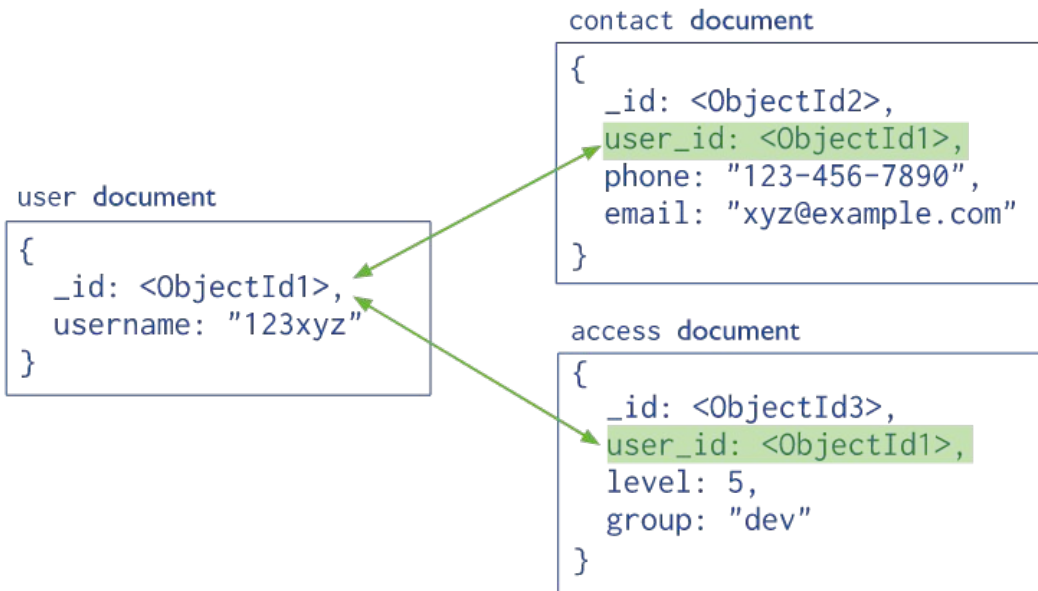 contact document
{
_id: <ObjectId2>,
user_id: <ObjectId1>,
phone: "123-456-7890",
email: "xyz@example.com"
}
user document
{
_id: <ObjectId1>,
username: "123xyz"
}
access document
{
_id: <ObjectId3>,
user_id: <ObjectId1>,
level: 5,
group: "dev"
}